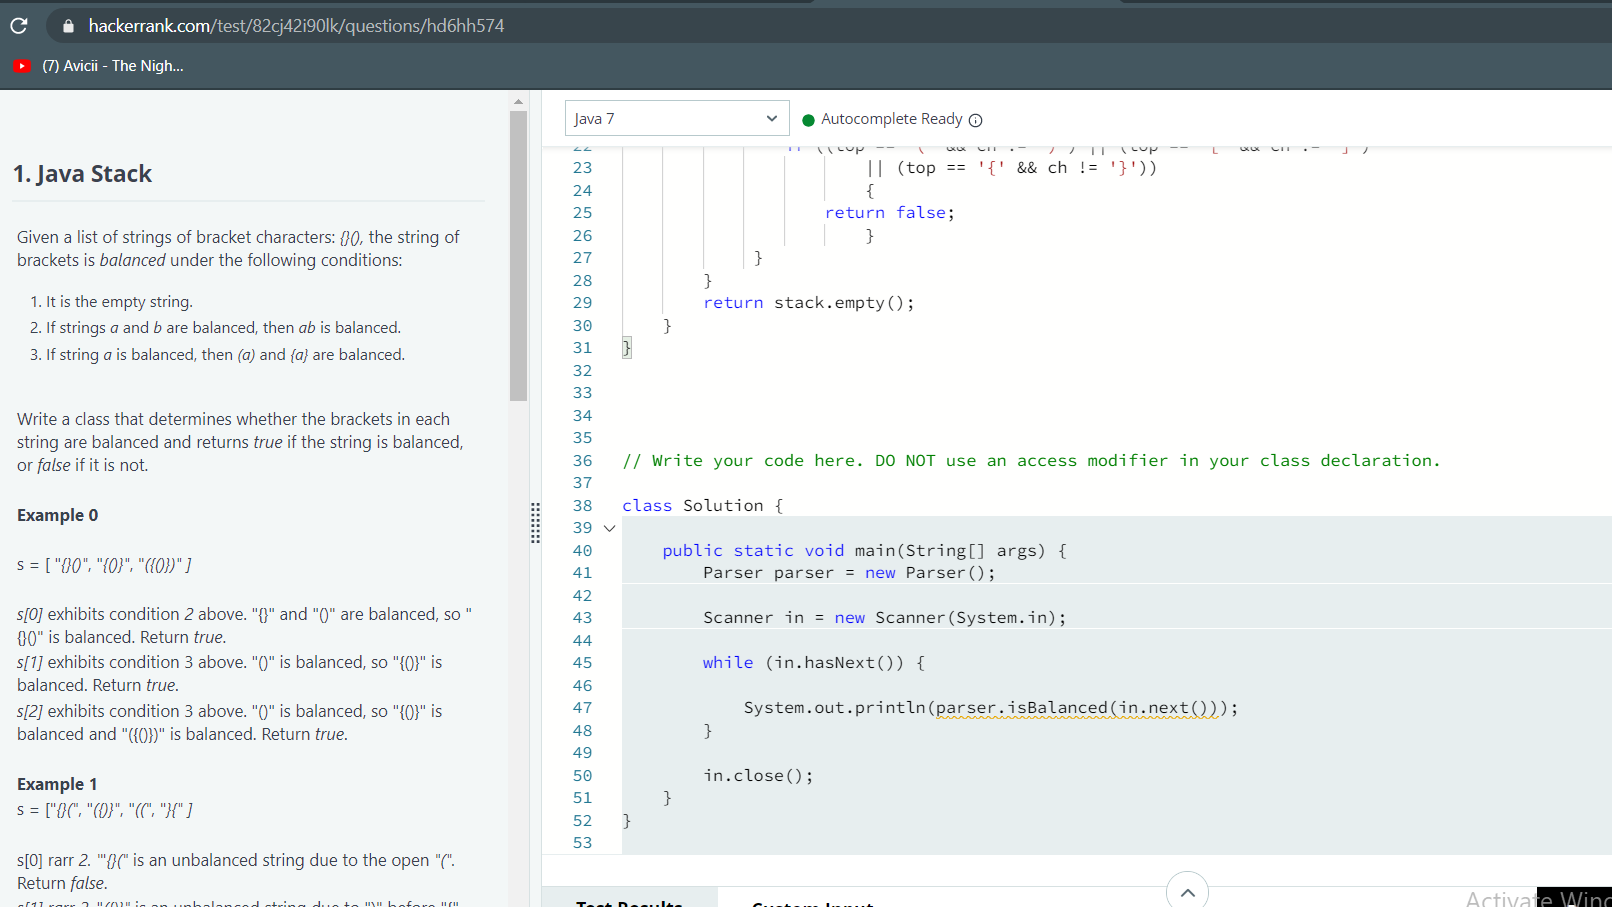 hackerrank.com/test/82cj42i90lk/questions/hd6hh574
(7) Avicii - The Nigh...
Java 7
Autocomplete Ready
1. Java Stack
Given a list of strings of bracket characters: {}(), the string of
brackets is balanced under the following conditions:
1. It is the empty string.
2. If strings a and b are balanced, then ab is balanced.
3. If string a is balanced, then (a) and {a} are balanced.
Write a class that determines whether the brackets in each
string are balanced and returns true if the string is balanced,
or false if it is not.
Example 0
s = [ "{}()", "{()}", "({()})" ]
s[0] exhibits condition 2 above. "{}" and "()" are balanced, so "
{}()" is balanced. Return true.
s[1] exhibits condition 3 above. "()" is balanced, so "{()}" is
balanced. Return true.
s[2] exhibits condition 3 above. "()" is balanced, so "{()}" is
balanced and "({()})" is balanced. Return true.
Example 1
s = ["{}(", "({)}", "((", "}{" ]
s[0] rarr 2. "'{}(" is an unbalanced string due to the open "(".
Return false.
22
23 || (top == '{' && ch != '}'))
24 {
25 return false;
26 }
27 }
28 }
29 return stack.empty();
30 }
31 }
32
33
34
35
36 // Write your code here. DO NOT use an access modifier in your class declaration.
37
38 class Solution {
39
40 public static void main(String[] args) {
41 Parser parser = new Parser();
42
43 Scanner in = new Scanner(System.in);
44
45 while (in.hasNext()) {
46
47 System.out.println(parser.isBalanced(in.next()));
48 }
49
50 in.close();
51 }
52 }
53
Test Results
Custom Input
Activate Wind